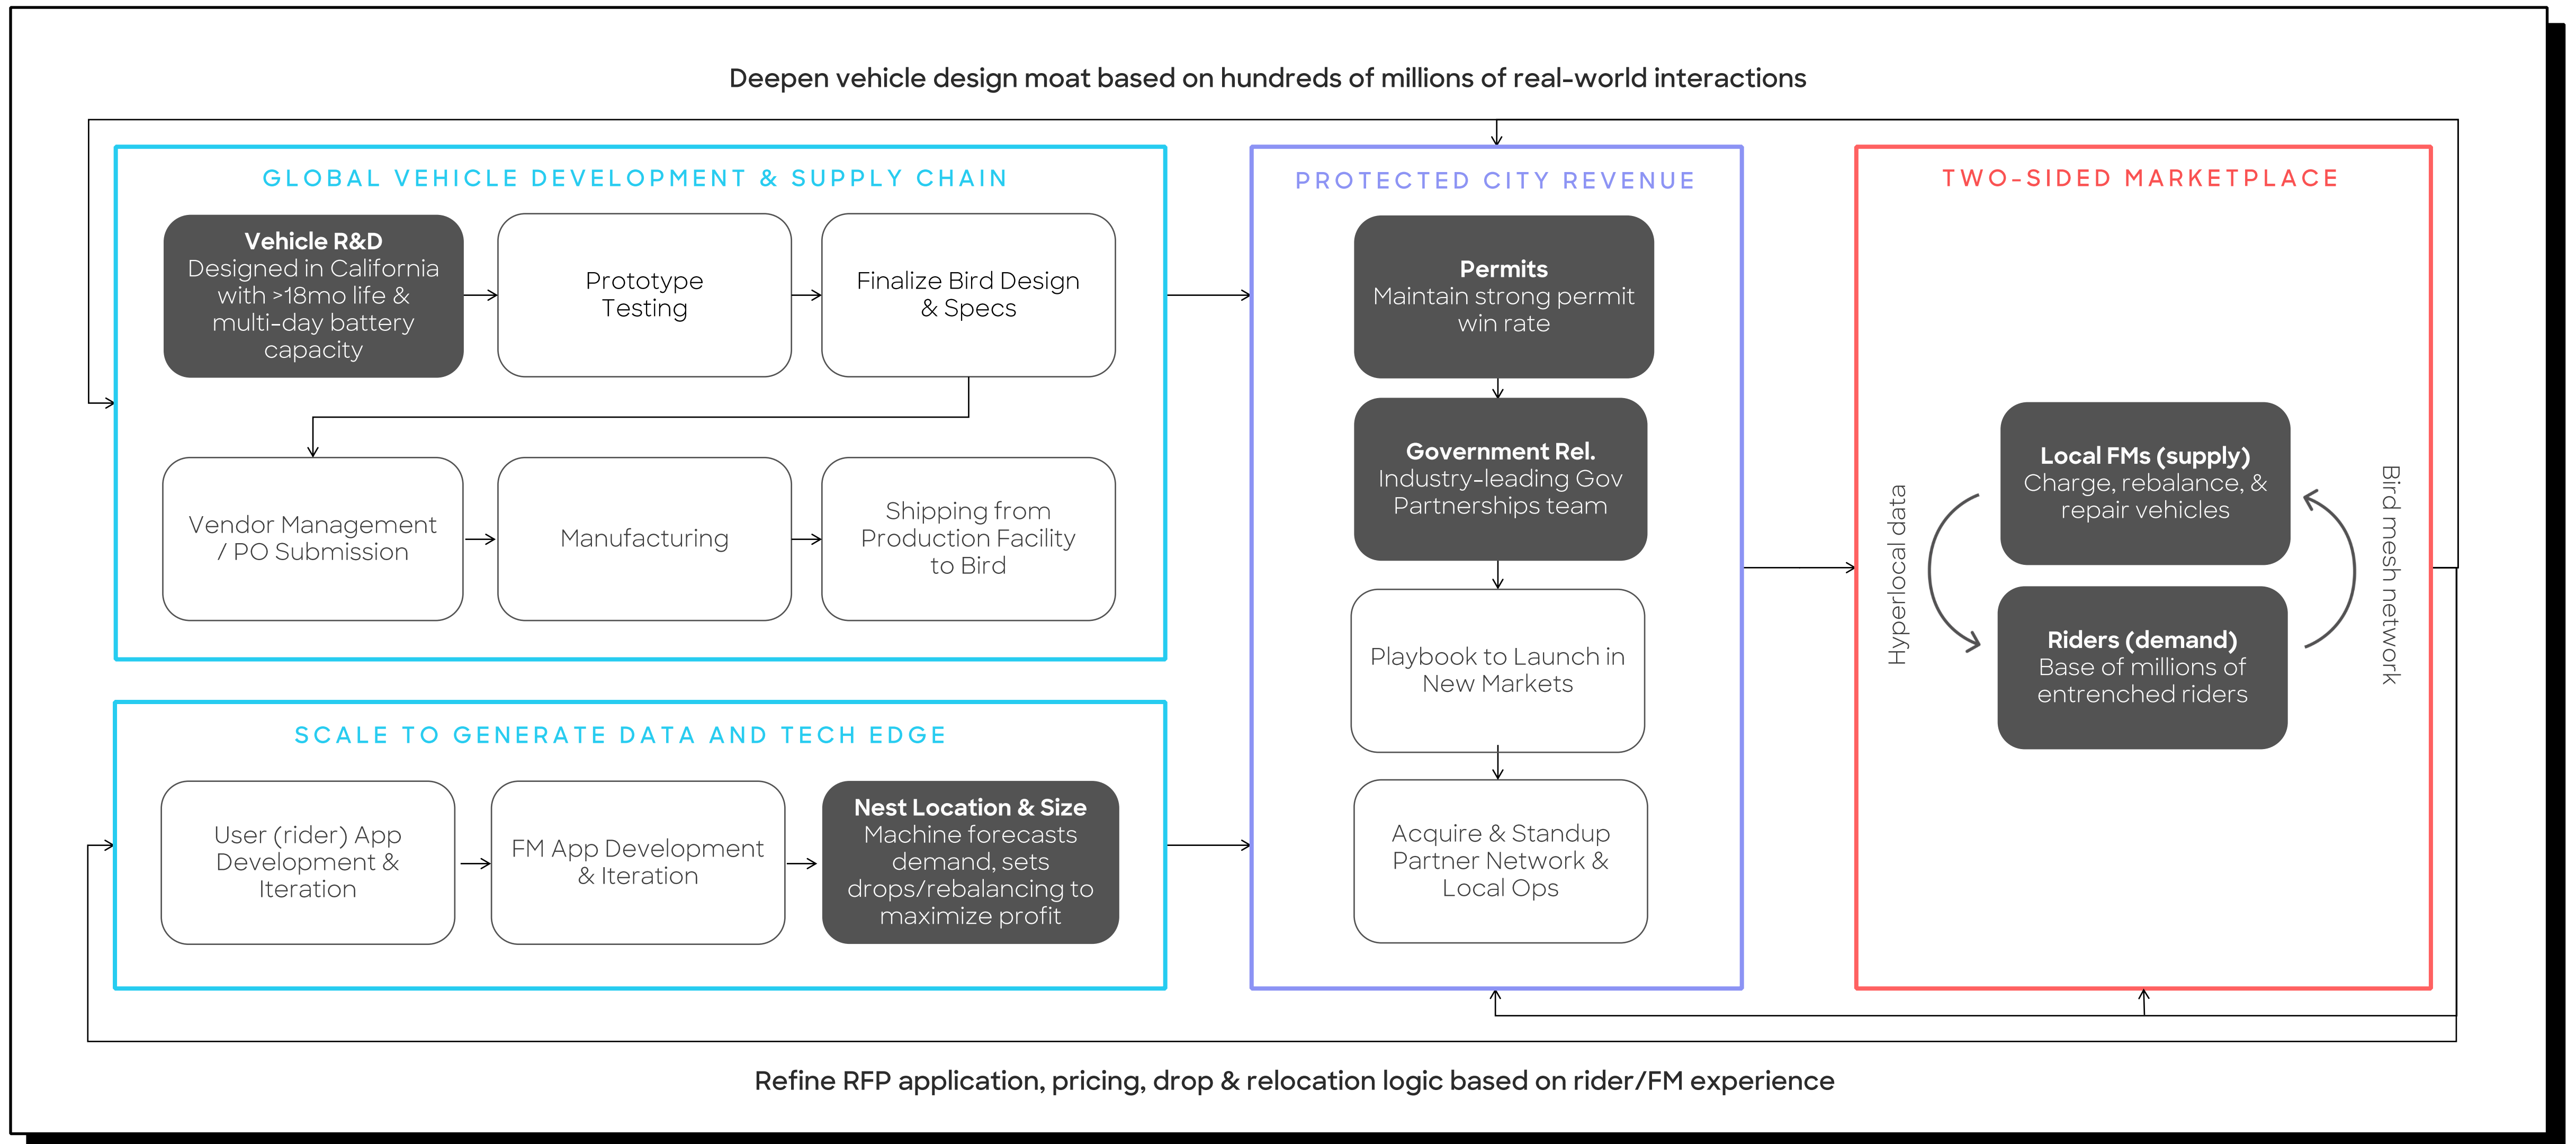 Deepen vehicle design moat based on hundreds of millions of real-world interactions
GLOBAL VEHICLE DEVELOPMENT & SUPPLY CHAIN
Vehicle R&D
Designed in California
with >18mo life &
multi-day battery
capacity
Prototype
Testing
Finalize Bird Design
& Specs
Vendor Management
/ PO Submission
Manufacturing
Shipping from
Production Facility
to Bird
SCALE TO GENERATE DATA AND TECH EDGE
User (rider) App
Development &
Iteration
FM App Development
& Iteration
Nest Location & Size
Machine forecasts
demand, sets
drops/rebalancing to
maximize profit
PROTECTED CITY REVENUE
Permits
Maintain strong permit
win rate
Government Rel.
Industry-leading Gov
Partnerships team
Playbook to Launch in
New Markets
Acquire & Standup
Partner Network &
Local Ops
TWO-SIDED MARKETPLACE
Hyperlocal data
Local FMs (supply)
Charge, rebalance, &
repair vehicles
Riders (demand)
Base of millions of
entrenched riders
Bird mesh network
Refine RFP application, pricing, drop & relocation logic based on rider/FM experience